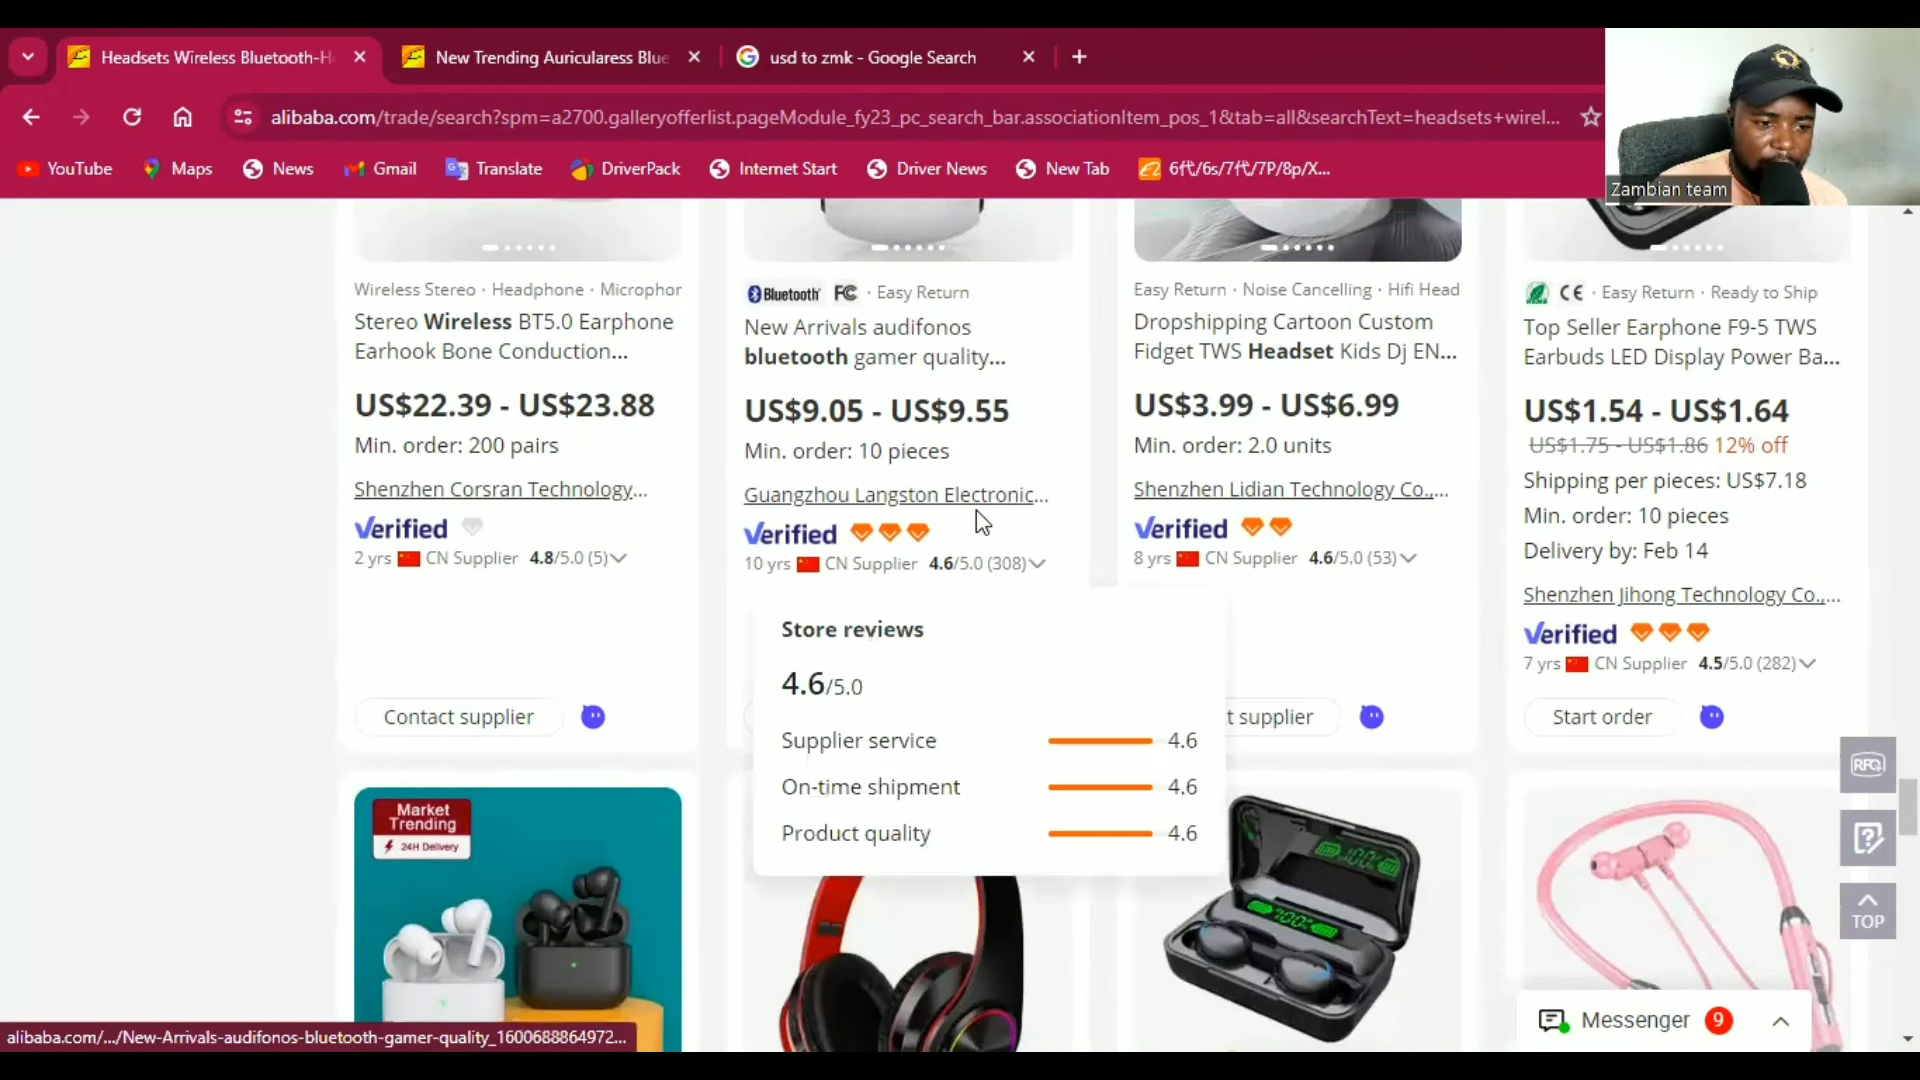 Headsets Wireless Bluetooth-H
New Trending Auricularess Blue
usd to zmk - Google Search
alibaba.com/trade/search?spm=a2700.galleryofferlist.pageModule_fy23_pc_search_bar.associationItem_pos_1&tab=all&searchText=headsets+wirel...
YouTube
Maps
News
Gmail
Translate
DriverPack
Internet Start
Driver News
New Tab
6代/6s/7代/7P/8p/X...
Zambian team
Wireless Stereo · Headphone · Microphor
Stereo Wireless BT5.0 Earphone
Earhook Bone Conduction...
US$22.39 - US$23.88
Min. order: 200 pairs
Shenzhen Corsran Technology...
Verified
2 yrs CN Supplier 4.8/5.0 (5)
Contact supplier
Bluetooth FC · Easy Return
New Arrivals audifonos
bluetooth gamer quality...
US$9.05 - US$9.55
Min. order: 10 pieces
Guangzhou Langston Electronic...
Verified
10 yrs CN Supplier 4.6/5.0 (308)
Store reviews
4.6/5.0
Supplier service 4.6
On-time shipment 4.6
Product quality 4.6
Easy Return · Noise Cancelling · Hifi Head
Dropshipping Cartoon Custom
Fidget TWS Headset Kids Dj EN...
US$3.99 - US$6.99
Min. order: 2.0 units
Shenzhen Lidian Technology Co.,...
Verified
8 yrs CN Supplier 4.6/5.0 (53)
t supplier
CE · Easy Return · Ready to Ship
Top Seller Earphone F9-5 TWS
Earbuds LED Display Power Ba...
US$1.54 - US$1.64
US$1.75 - US$1.86 12% off
Shipping per pieces: US$7.18
Min. order: 10 pieces
Delivery by: Feb 14
Shenzhen Jihong Technology Co.,...
Verified
7 yrs CN Supplier 4.5/5.0 (282)
Start order
RFQ
TOP
Market
Trending
24H Delivery
100%
100%
Messenger 9
alibaba.com/.../New-Arrivals-audifonos-bluetooth-gamer-quality_1600688864972...